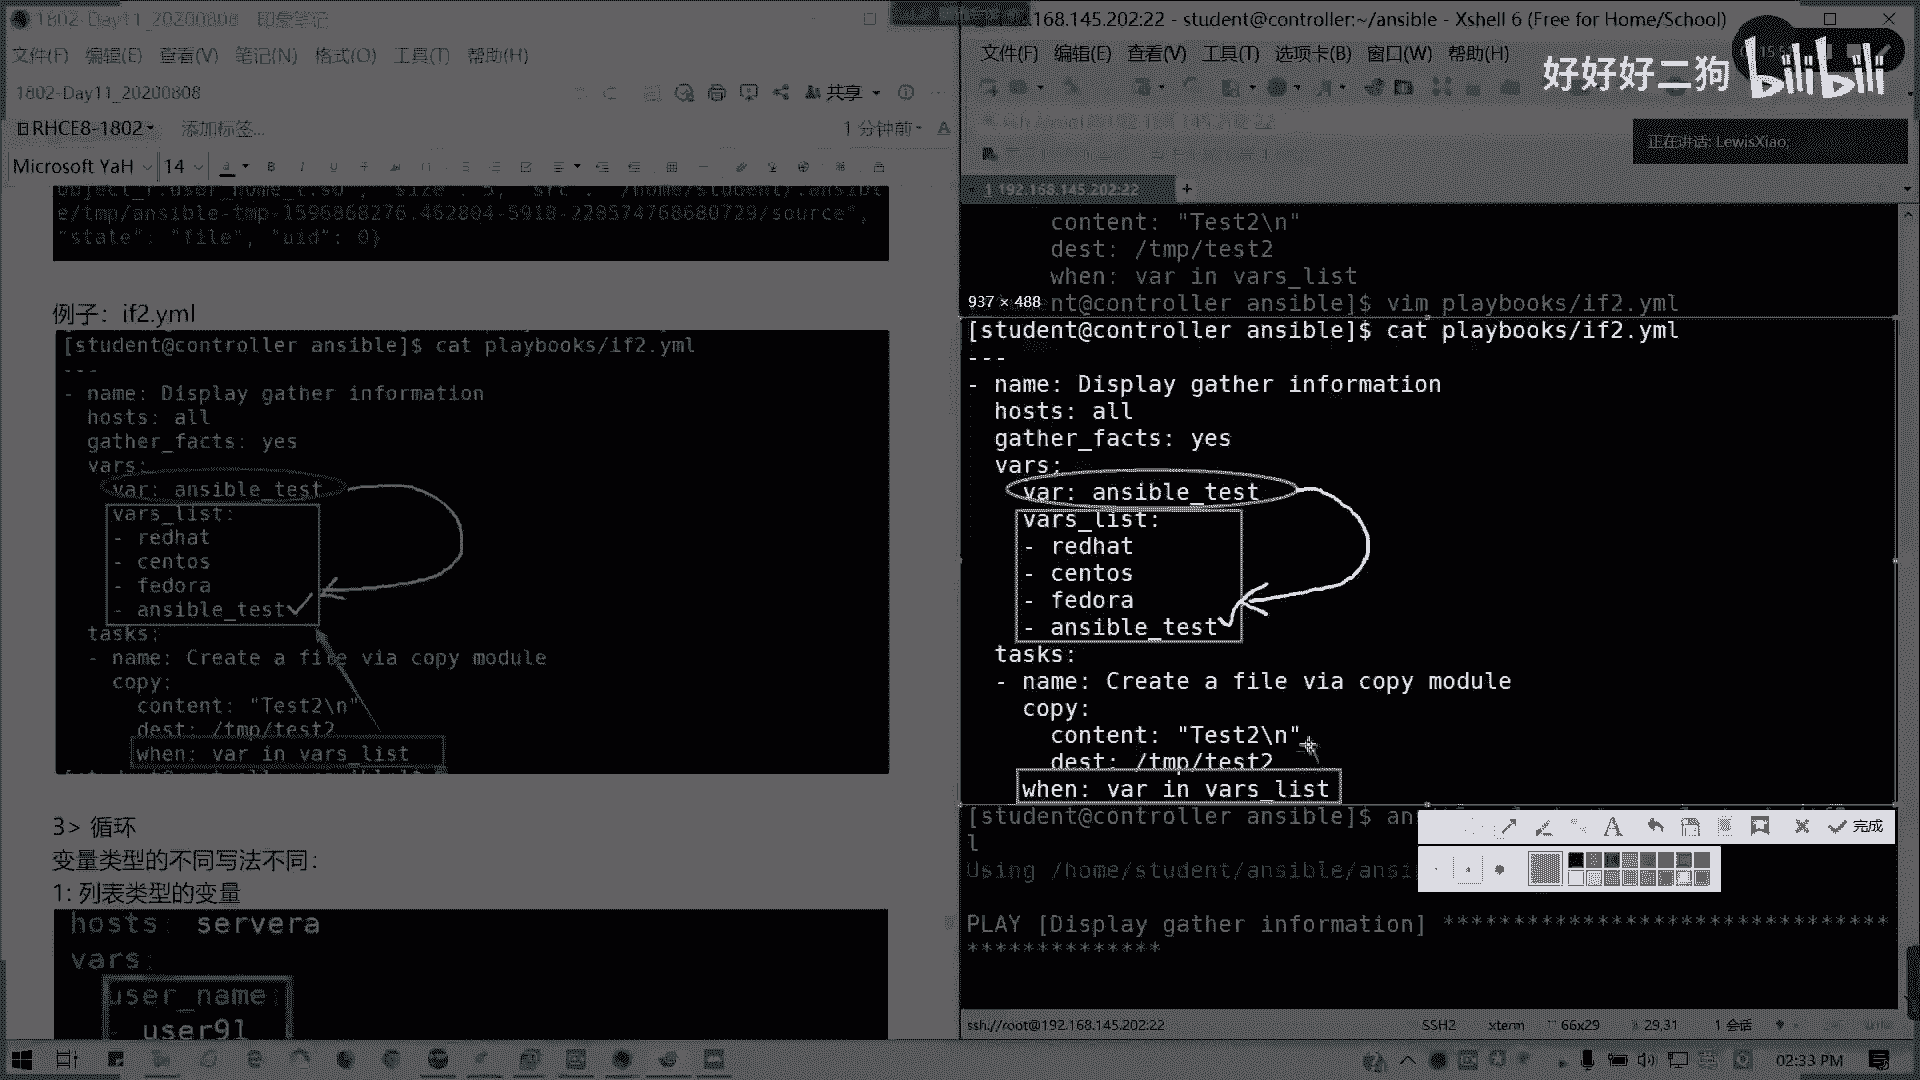 1802-Day11_20200808 - 印象笔记
文件(F) 编辑(E) 查看(V) 笔记(N) 格式(O) 工具(T) 帮助(H)
1802-Day11_20200808
共享
RHCE8-1802
添加标签...
1 分钟前
Microsoft YaH
14
e/tmp/ansible-tmp-1596868276.462804-5918-228574768680729/source",
"state": "file", "uid": 0}
例子：if2.yml
[student@controller ansible]$ cat playbooks/if2.yml
---
- name: Display gather information
hosts: all
gather_facts: yes
vars:
var: ansible_test
vars_list:
- redhat
- centos
- fedora
- ansible_test
tasks:
- name: Create a file via copy module
copy:
content: "Test2\n"
dest: /tmp/test2
when: var in vars_list
3> 循环
变量类型的不同写法不同：
1: 列表类型的变量
hosts: servera
vars:
user_name:
- user91
168.145.202:22 - student@controller:~/ansible - Xshell 6 (Free for Home/School)
文件(F) 编辑(E) 查看(V) 工具(T) 选项卡(B) 窗口(W) 帮助(H)
好好好二狗 bilibili
正在讲话: LewisXiao;
1 192.168.145.202:22
content: "Test2\n"
dest: /tmp/test2
when: var in vars_list
937 × 488
nt@controller ansible]$ vim playbooks/if2.yml
[student@controller ansible]$ cat playbooks/if2.yml
---
- name: Display gather information
hosts: all
gather_facts: yes
vars:
var: ansible_test
vars_list:
- redhat
- centos
- fedora
- ansible_test
tasks:
- name: Create a file via copy module
copy:
content: "Test2\n"
dest: /tmp/test2
when: var in vars_list
[student@controller ansible]$ an
l
完成
Using /home/student/ansible/ansi
PLAY [Display gather information] ********************************
**************
ssh://root@192.168.145.202:22
SSH2
xterm
66x29
29,31
1 会话
02:33 PM